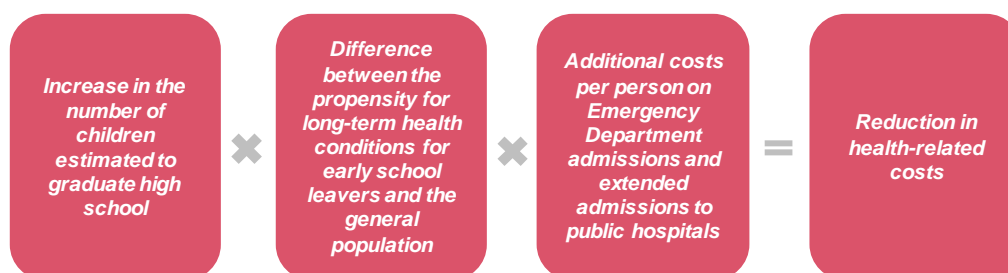 Increase in the
number of
children
estimated to
graduate high
school
×
Difference
between the
propensity for
long-term health
conditions for
early school
leavers and the
general
population
×
Additional costs
per person on
Emergency
Department
admissions and
extended
admissions to
public hospitals
=
Reduction in
health-related
costs